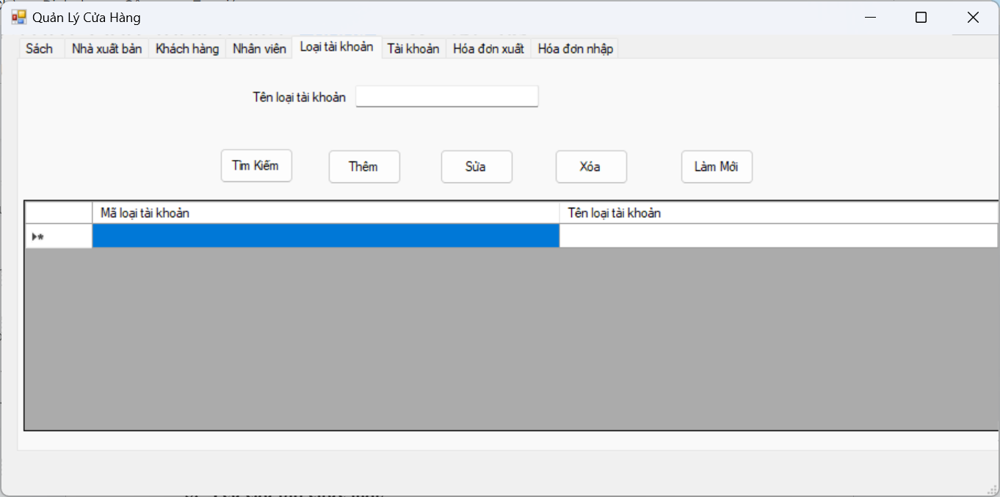 Quản Lý Cửa Hàng
Sách Nhà xuất bản Khách hàng Nhân viên Loại tài khoản Tài khoản Hóa đơn xuất Hóa đơn nhập
Tên loại tài khoản
Tìm Kiếm Thêm Sửa Xóa Làm Mới
Mã loại tài khoản Tên loại tài khoản